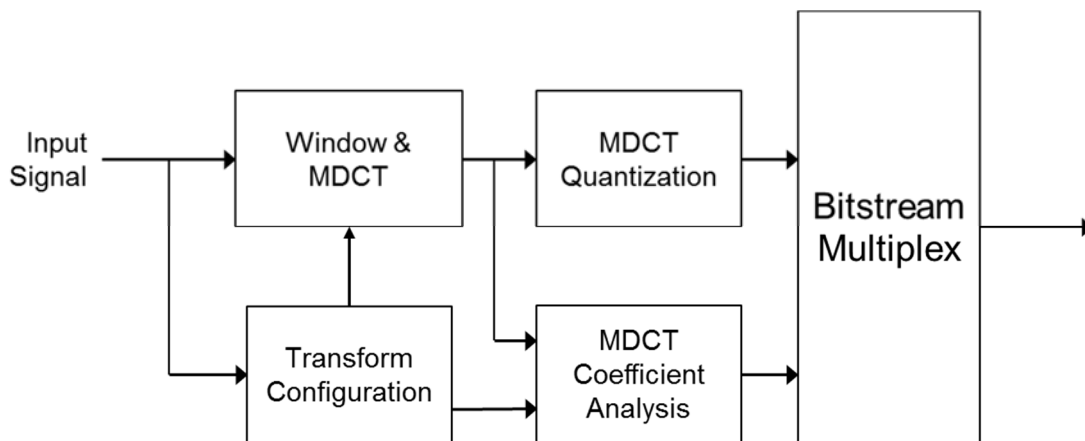 Input
Signal
Window &
MDCT
MDCT
Quantization
Bitstream
Multiplex
Transform
Configuration
MDCT
Coefficient
Analysis